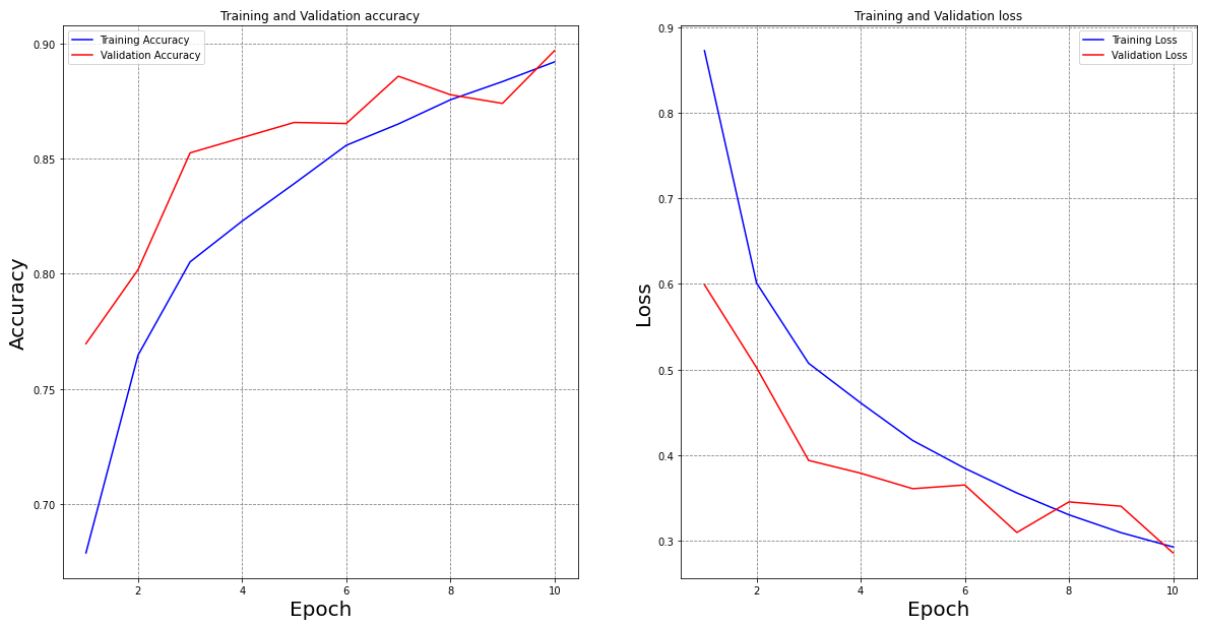 Training and Validation accuracy
Training Accuracy
Validation Accuracy
0.90
0.85
0.80
0.75
0.70
Accuracy
2 4 6 8 10
Epoch
Training and Validation loss
Training Loss
Validation Loss
0.9
0.8
0.7
0.6
0.5
0.4
0.3
Loss
2 4 6 8 10
Epoch